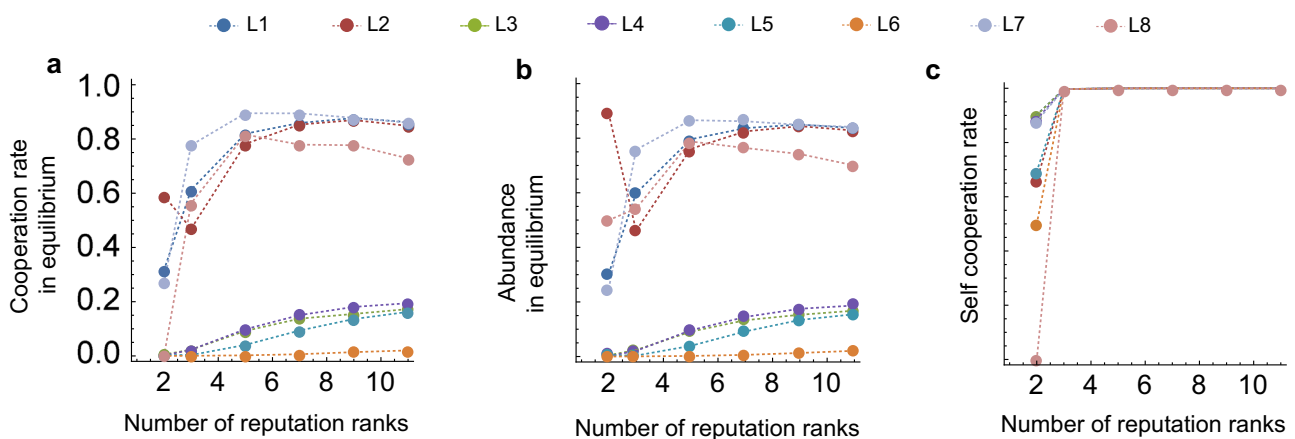 L1 L2 L3 L4 L5 L6 L7 L8
a
Cooperation rate
in equilibrium
1.0
0.8
0.6
0.4
0.2
0.0
2 4 6 8 10
Number of reputation ranks
b
Abundance
in equilibrium
2 4 6 8 10
Number of reputation ranks
c
Self cooperation rate
2 4 6 8 10
Number of reputation ranks